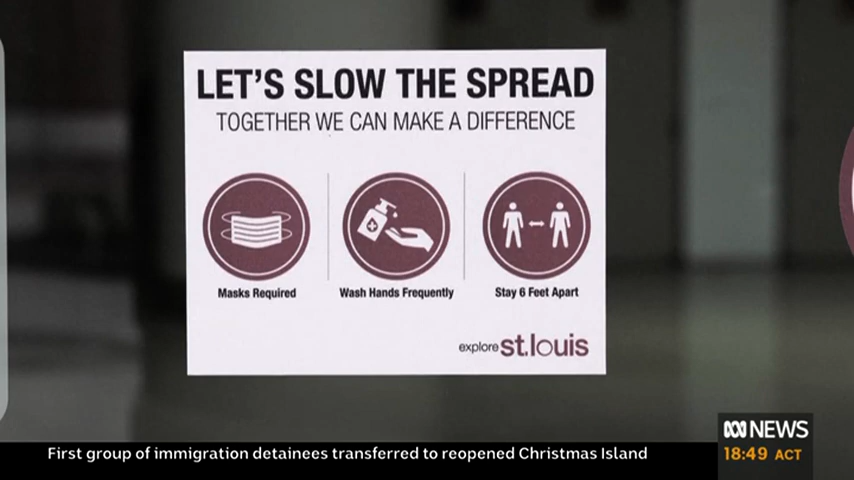 LET'S SLOW THE SPREAD
TOGETHER WE CAN MAKE A DIFFERENCE
Masks Required
Wash Hands Frequently
Stay 6 Feet Apart
explore st.louis
NEWS
18:49 ACT
First group of immigration detainees transferred to reopened Christmas Island